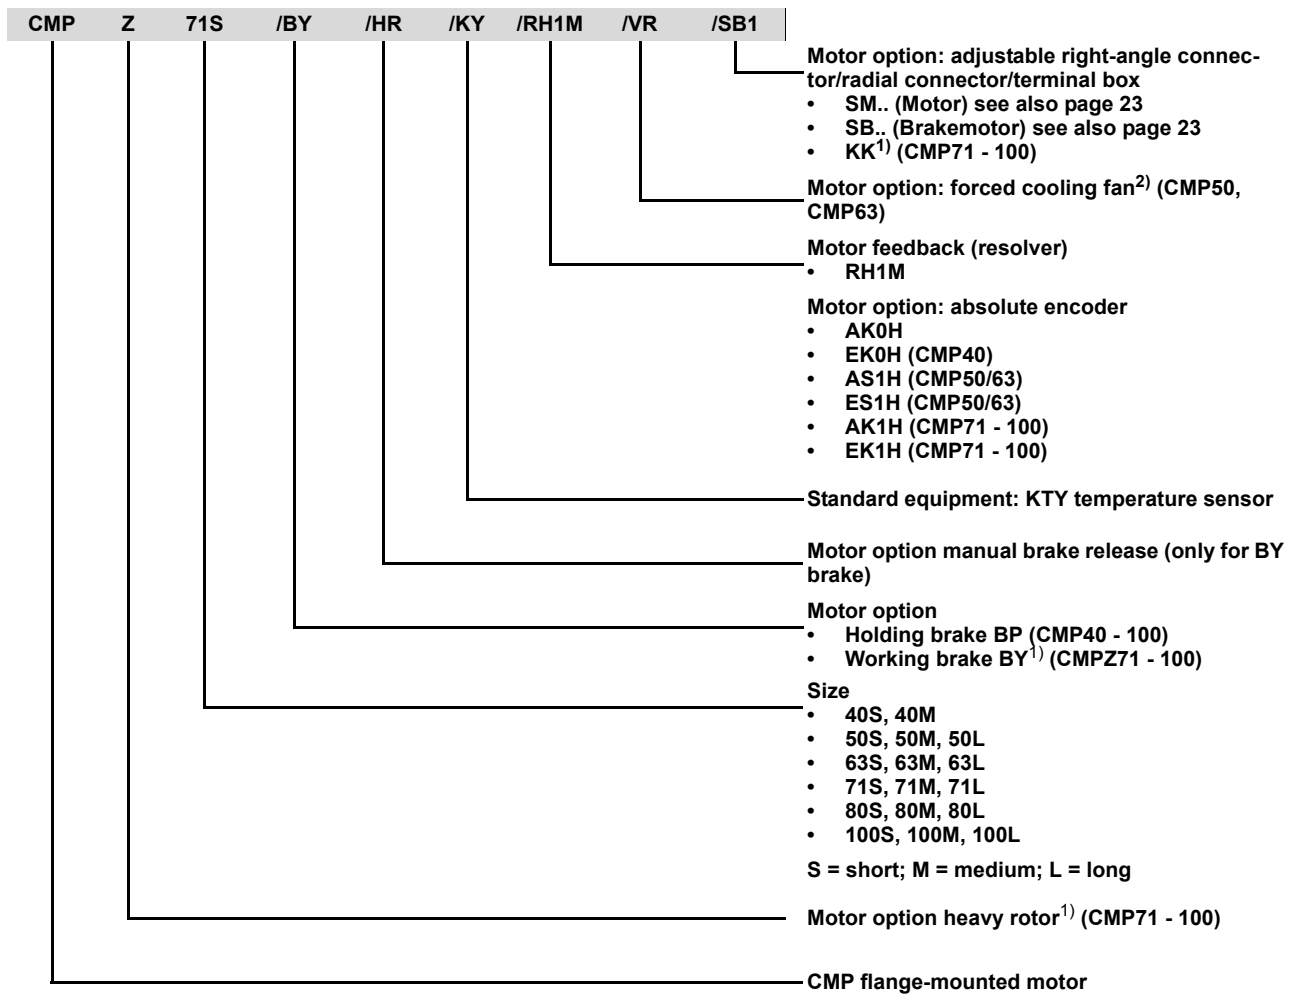 CMP Z 71S /BY /HR /KY /RH1M /VR /SB1
Motor option: adjustable right-angle connec-
tor/radial connector/terminal box
• SM.. (Motor) see also page 23
• SB.. (Brakemotor) see also page 23
• KK1) (CMP71 - 100)
Motor option: forced cooling fan2) (CMP50,
CMP63)
Motor feedback (resolver)
• RH1M
Motor option: absolute encoder
• AK0H
• EK0H (CMP40)
• AS1H (CMP50/63)
• ES1H (CMP50/63)
• AK1H (CMP71 - 100)
• EK1H (CMP71 - 100)
Standard equipment: KTY temperature sensor
Motor option manual brake release (only for BY
brake)
Motor option
• Holding brake BP (CMP40 - 100)
• Working brake BY1) (CMPZ71 - 100)
Size
• 40S, 40M
• 50S, 50M, 50L
• 63S, 63M, 63L
• 71S, 71M, 71L
• 80S, 80M, 80L
• 100S, 100M, 100L
S = short; M = medium; L = long
Motor option heavy rotor1) (CMP71 - 100)
CMP flange-mounted motor